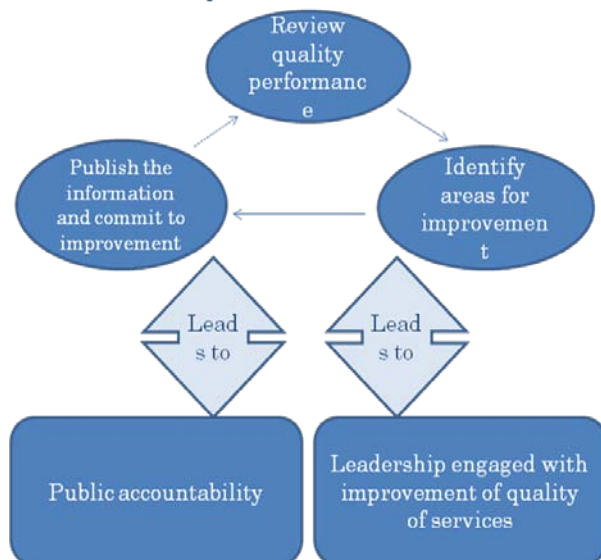 Review
quality
performanc
e
Publish the
information
and commit to
improvement
Identify
areas for
improvemen
t
Lead
s to
Lead
s to
Public accountability
Leadership engaged with
improvement of quality
of services